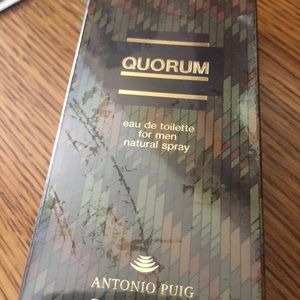 QUORUM
eau de toilette
for men
natural spray
ANTONIO PUIG